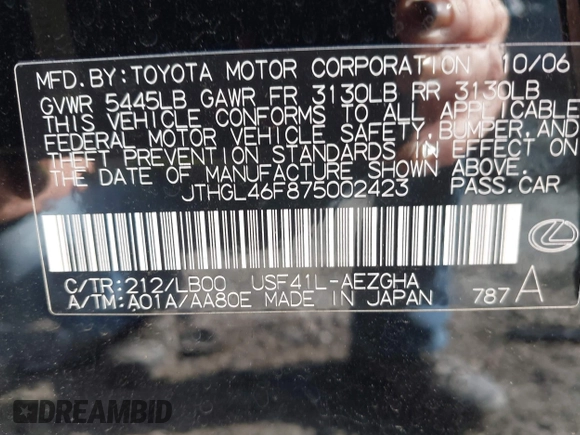 MFD. BY: TOYOTA MOTOR CORPORATION 10/06
GVWR 5445LB GAWR FR 3130LB RR 3130LB
THIS VEHICLE CONFORMS TO ALL APPLICABLE
FEDERAL MOTOR VEHICLE SAFETY, BUMPER, AND
THEFT PREVENTION STANDARDS IN EFFECT ON
THE DATE OF MANUFACTURE SHOWN ABOVE.
JTHGL46F875002423 PASS. CAR
C/TR: 212/LB00 USF41L-AEZGHA
A/TM: A01A/AA80E MADE IN JAPAN 787 A
DREAMBID